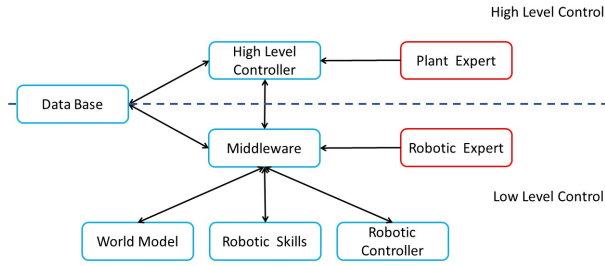 High Level Control
High Level
Controller
Plant Expert
Data Base
Middleware
Robotic Expert
Low Level Control
World Model
Robotic Skills
Robotic
Controller